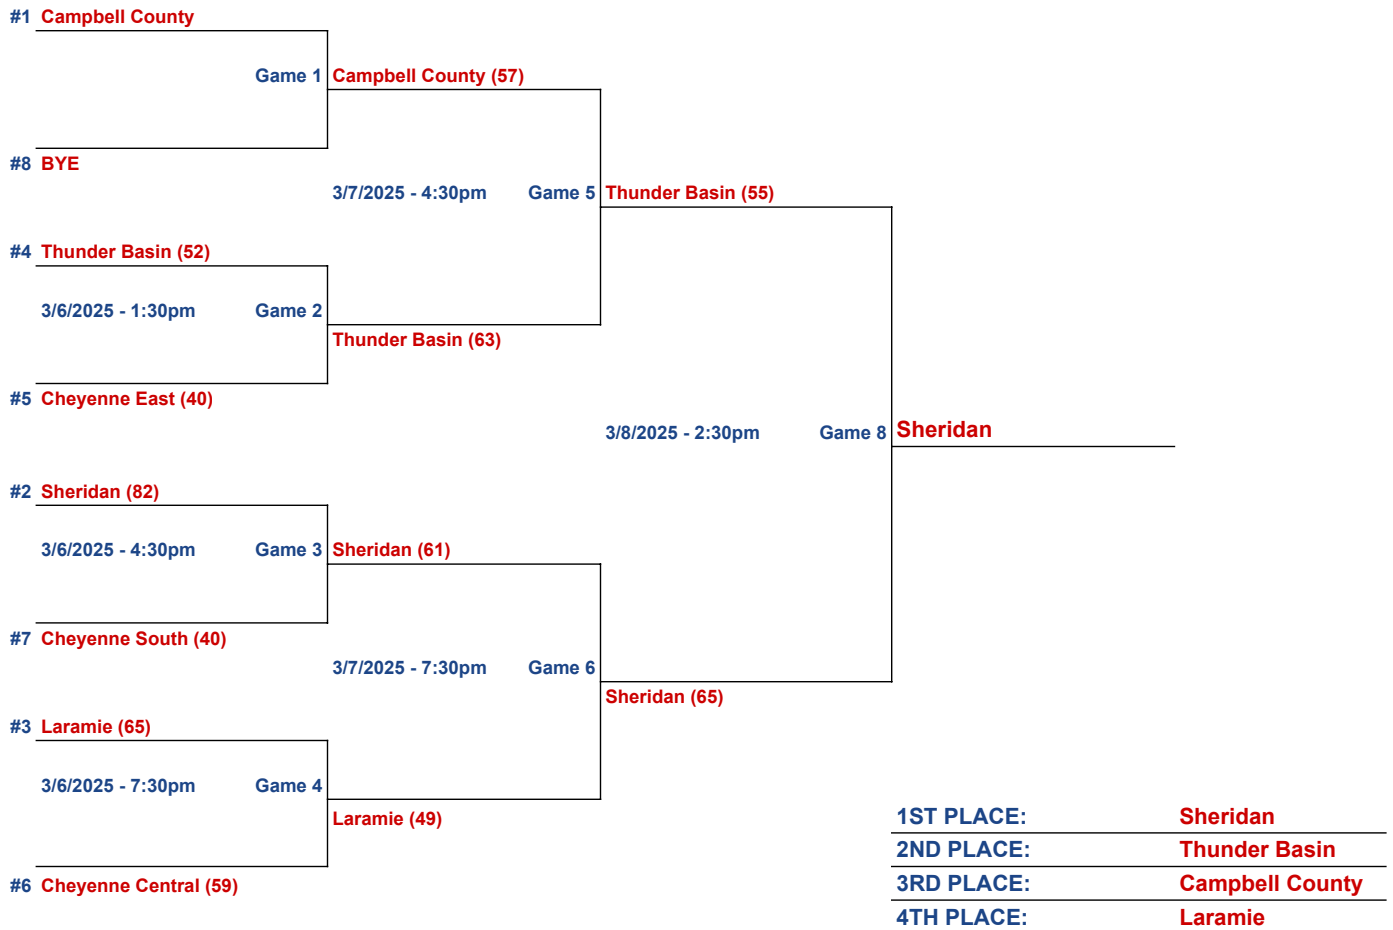 #1 Campbell County
Game 1 Campbell County (57)
#8 BYE
3/7/2025 - 4:30pm Game 5 Thunder Basin (55)
#4 Thunder Basin (52)
3/6/2025 - 1:30pm Game 2
Thunder Basin (63)
#5 Cheyenne East (40)
3/8/2025 - 2:30pm Game 8 Sheridan
#2 Sheridan (82)
3/6/2025 - 4:30pm Game 3 Sheridan (61)
#7 Cheyenne South (40)
3/7/2025 - 7:30pm Game 6
Sheridan (65)
#3 Laramie (65)
3/6/2025 - 7:30pm Game 4
Laramie (49)
#6 Cheyenne Central (59)
1ST PLACE: Sheridan
2ND PLACE: Thunder Basin
3RD PLACE: Campbell County
4TH PLACE: Laramie